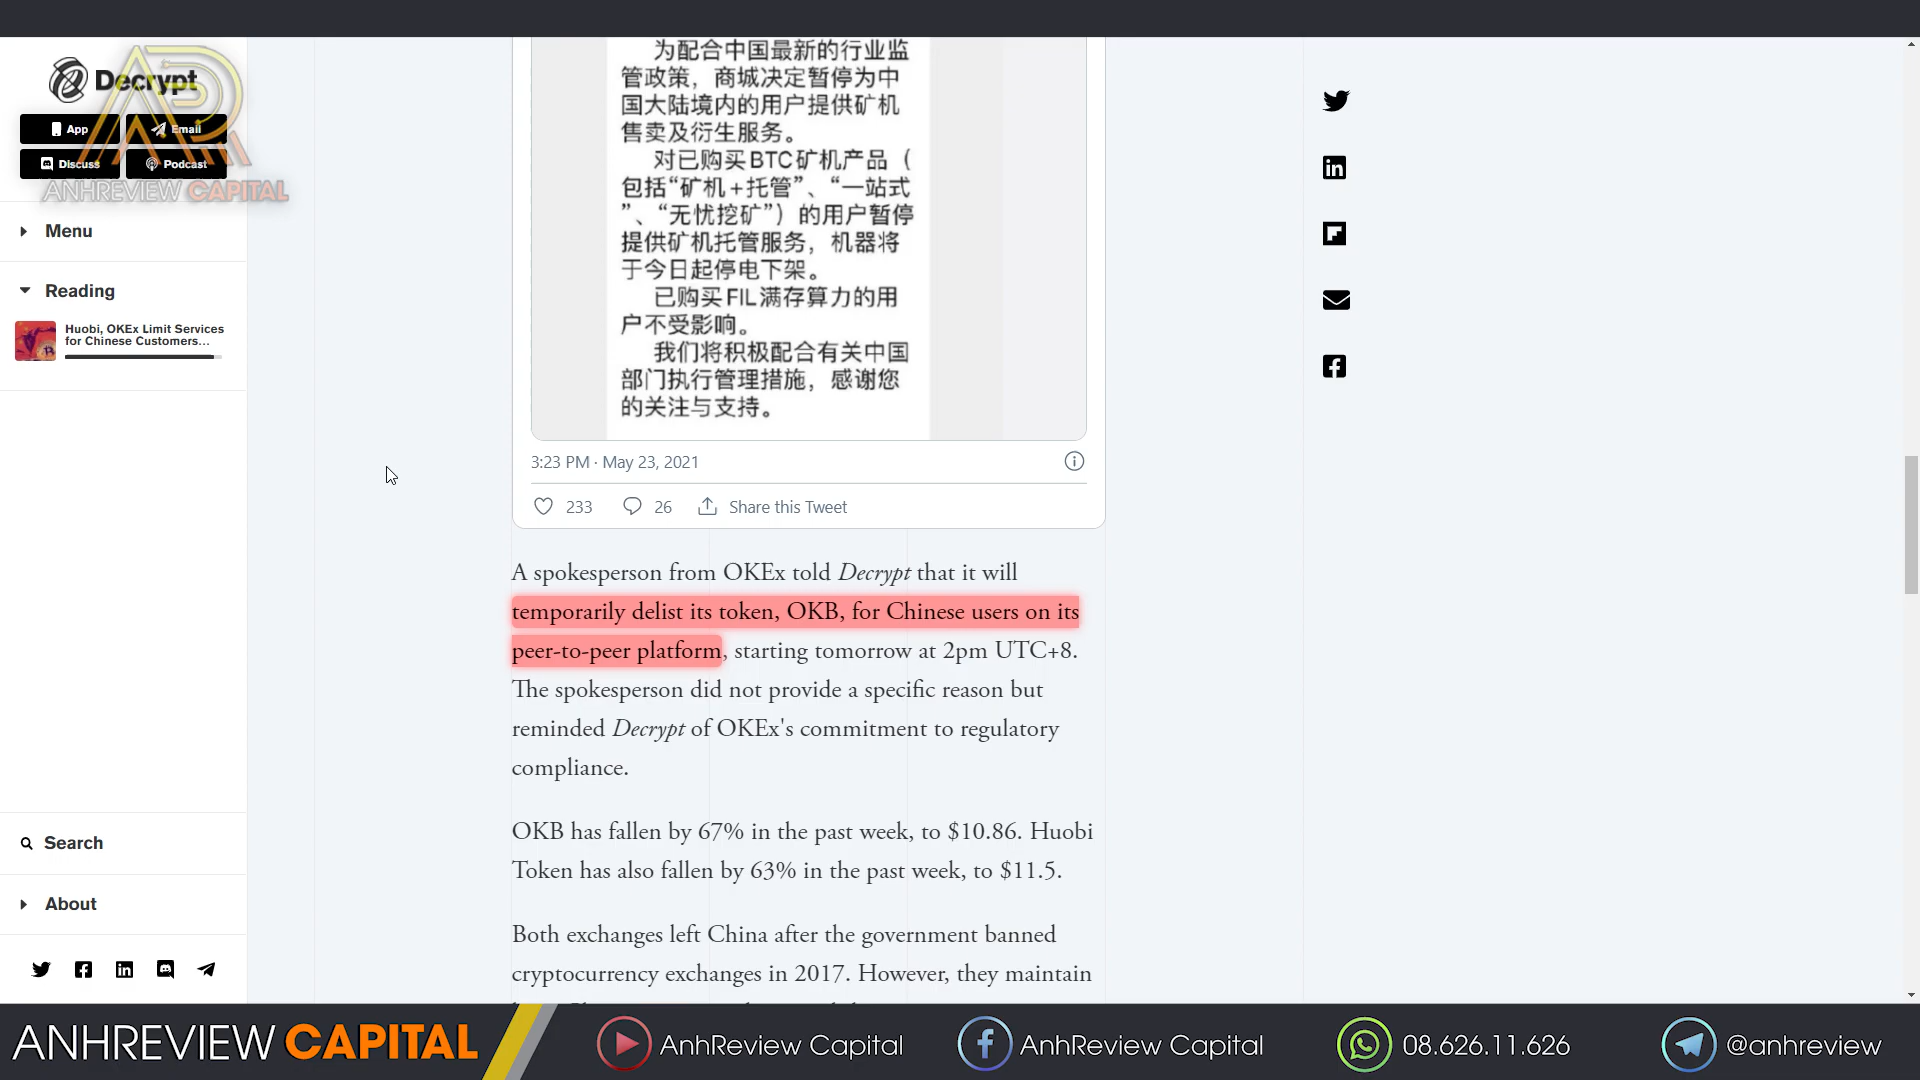 Decrypt
App
Email
Discuss
Podcast
ANHREVIEW CAPITAL
Menu
Reading
Huobi, OKEx Limit Services
for Chinese Customers...
Search
About
为配合中国最新的行业监
管政策，商城决定暂停为中
国大陆境内的用户提供矿机
售卖及衍生服务。
对已购买BTC矿机产品（
包括“矿机+托管”、“一站式
”、“无忧挖矿”）的用户暂停
提供矿机托管服务，机器将
于今日起停电下架。
已购买FIL满存算力的用
户不受影响。
我们将积极配合有关中国
部门执行管理措施，感谢您
的关注与支持。
3:23 PM · May 23, 2021
233
26
Share this Tweet
A spokesperson from OKEx told Decrypt that it will
temporarily delist its token, OKB, for Chinese users on its
peer-to-peer platform, starting tomorrow at 2pm UTC+8.
The spokesperson did not provide a specific reason but
reminded Decrypt of OKEx's commitment to regulatory
compliance.
OKB has fallen by 67% in the past week, to $10.86. Huobi
Token has also fallen by 63% in the past week, to $11.5.
Both exchanges left China after the government banned
cryptocurrency exchanges in 2017. However, they maintain
ANHREVIEW CAPITAL
AnhReview Capital
AnhReview Capital
08.626.11.626
@anhreview